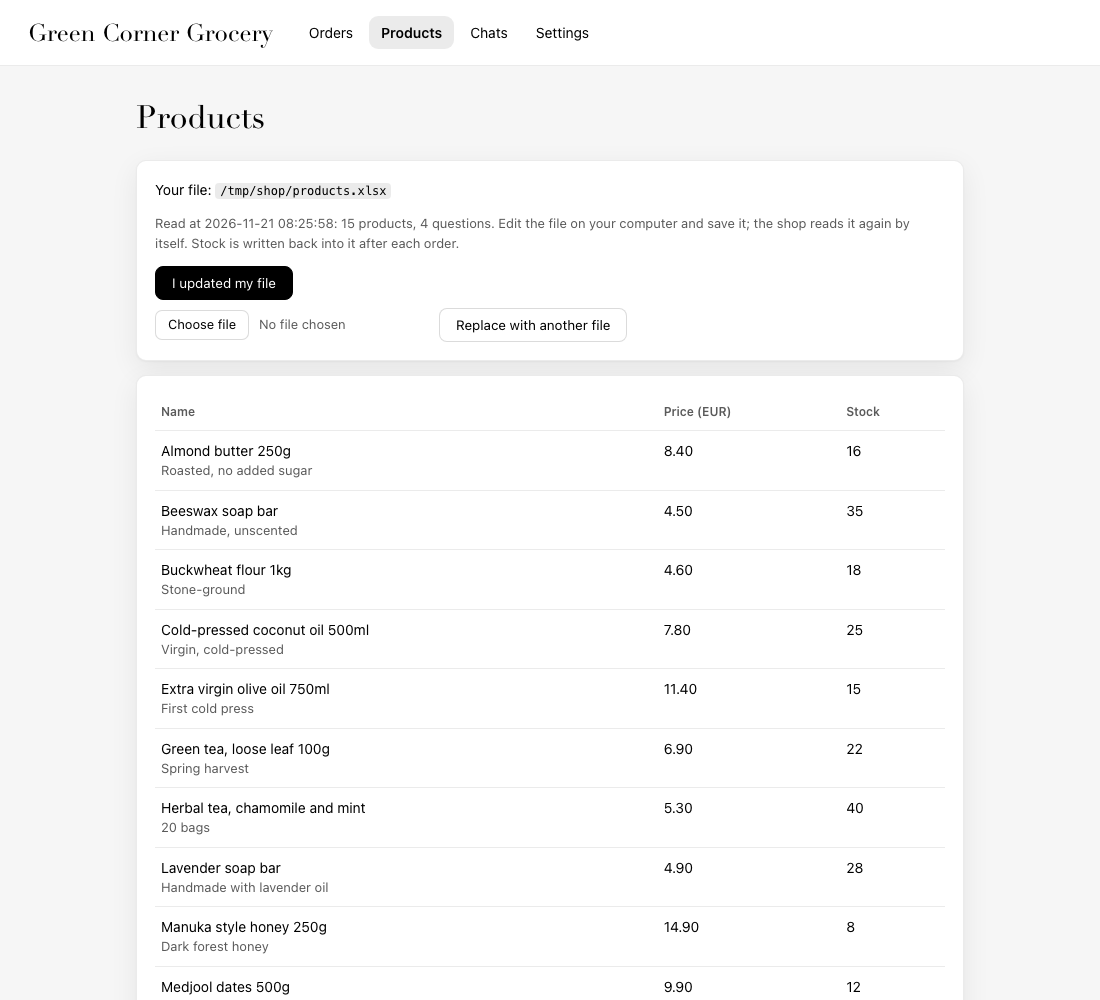 Green Corner Grocery
Orders
Products
Chats
Settings
Products
Your file: /tmp/shop/products.xlsx
Read at 2026-11-21 08:25:58: 15 products, 4 questions. Edit the file on your computer and save it; the shop reads it again by
itself. Stock is written back into it after each order.
I updated my file
Choose file No file chosen
Replace with another file
Name Price (EUR) Stock
Almond butter 250g 8.40 16
Roasted, no added sugar
Beeswax soap bar 4.50 35
Handmade, unscented
Buckwheat flour 1kg 4.60 18
Stone-ground
Cold-pressed coconut oil 500ml 7.80 25
Virgin, cold-pressed
Extra virgin olive oil 750ml 11.40 15
First cold press
Green tea, loose leaf 100g 6.90 22
Spring harvest
Herbal tea, chamomile and mint 5.30 40
20 bags
Lavender soap bar 4.90 28
Handmade with lavender oil
Manuka style honey 250g 14.90 8
Dark forest honey
Medjool dates 500g 9.90 12